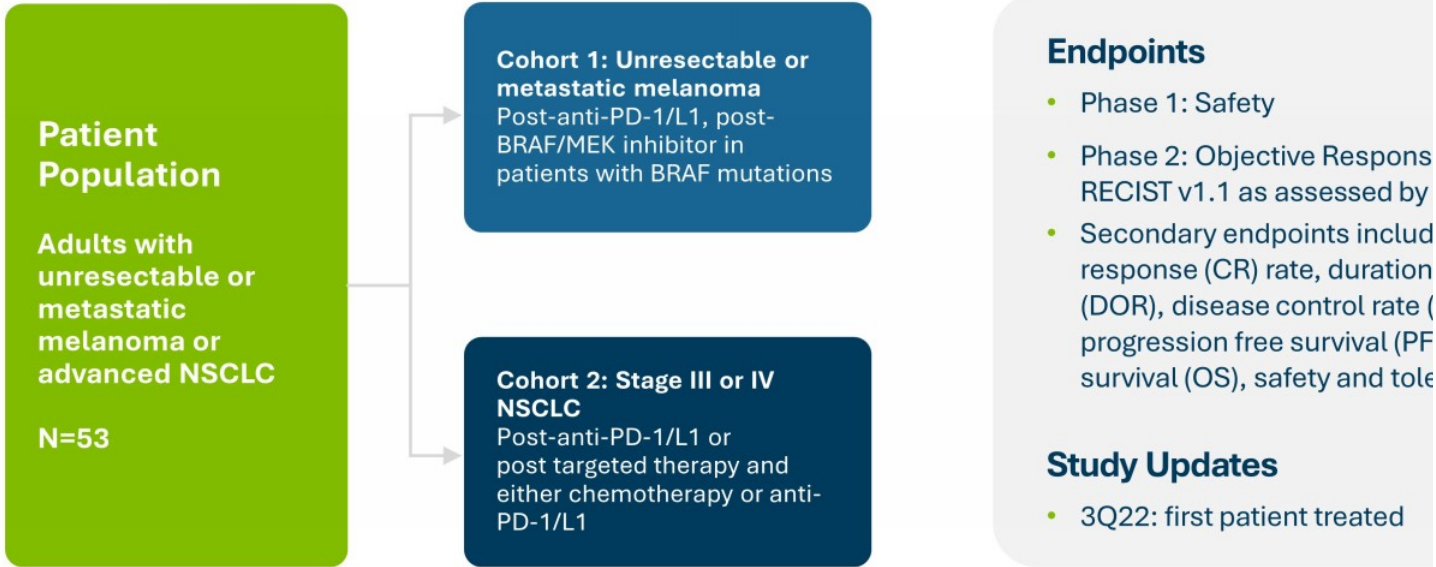 Patient
Population
Adults with
unresectable or
metastatic
melanoma or
advanced NSCLC
N=53
Cohort 1: Unresectable or
metastatic melanoma
Post-anti-PD-1/L1, post-
BRAF/MEK inhibitor in
patients with BRAF mutations
Cohort 2: Stage III or IV
NSCLC
Post-anti-PD-1/L1 or
post targeted therapy and
either chemotherapy or anti-
PD-1/L1
Endpoints
• Phase 1: Safety
• Phase 2: Objective Respons
RECIST v1.1 as assessed by
• Secondary endpoints includ
response (CR) rate, duration
(DOR), disease control rate (
progression free survival (PF
survival (OS), safety and tole
Study Updates
• 3Q22: first patient treated